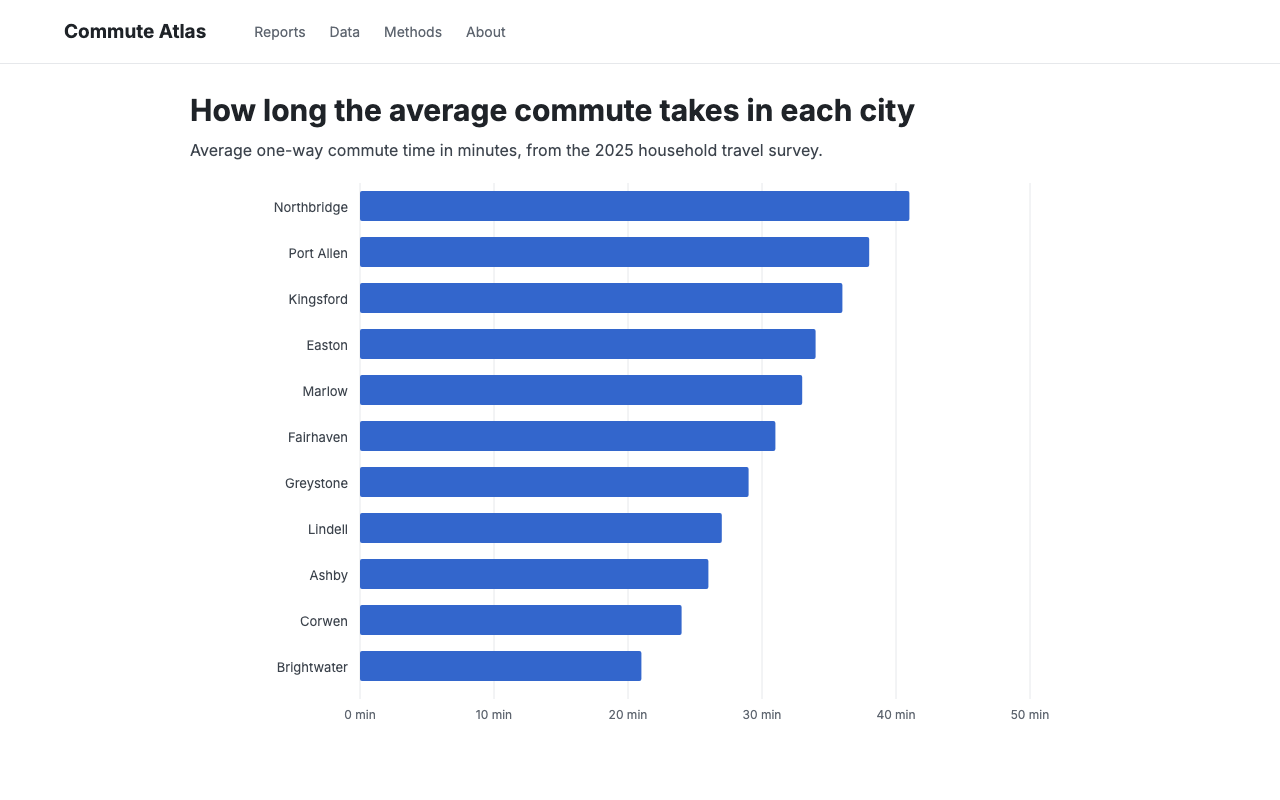 Commute Atlas
Reports
Data
Methods
About
How long the average commute takes in each city
Average one-way commute time in minutes, from the 2025 household travel survey.
Northbridge
Port Allen
Kingsford
Easton
Marlow
Fairhaven
Greystone
Lindell
Ashby
Corwen
Brightwater
0 min
10 min
20 min
30 min
40 min
50 min